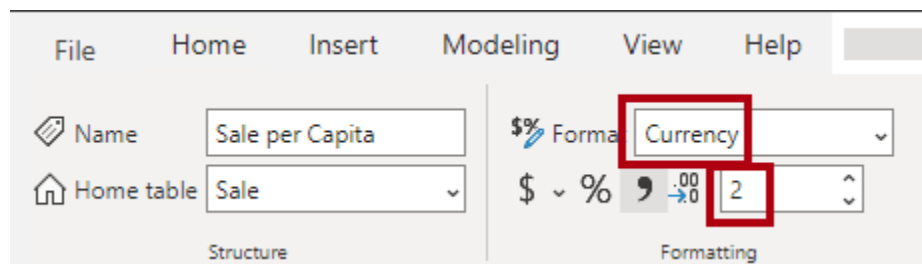 File Home Insert Modeling View Help
Name Sale per Capita $% Format Currency
Home table Sale $ % , .00 .0 2
Structure Formatting